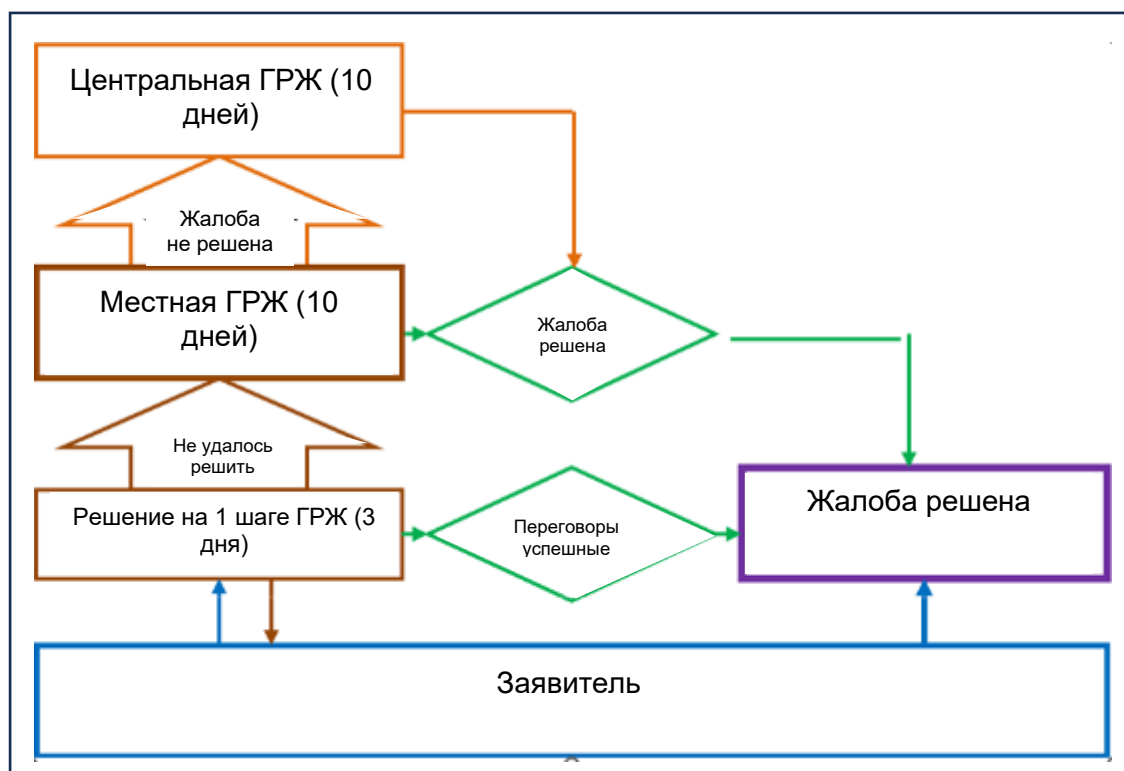 Центральная ГРЖ (10
дней)
Жалоба
не решена
Местная ГРЖ (10
дней)
Жалоба
решена
Не удалось
решить
Решение на 1 шаге ГРЖ (3
дня)
Переговоры
успешные
Жалоба решена
Заявитель